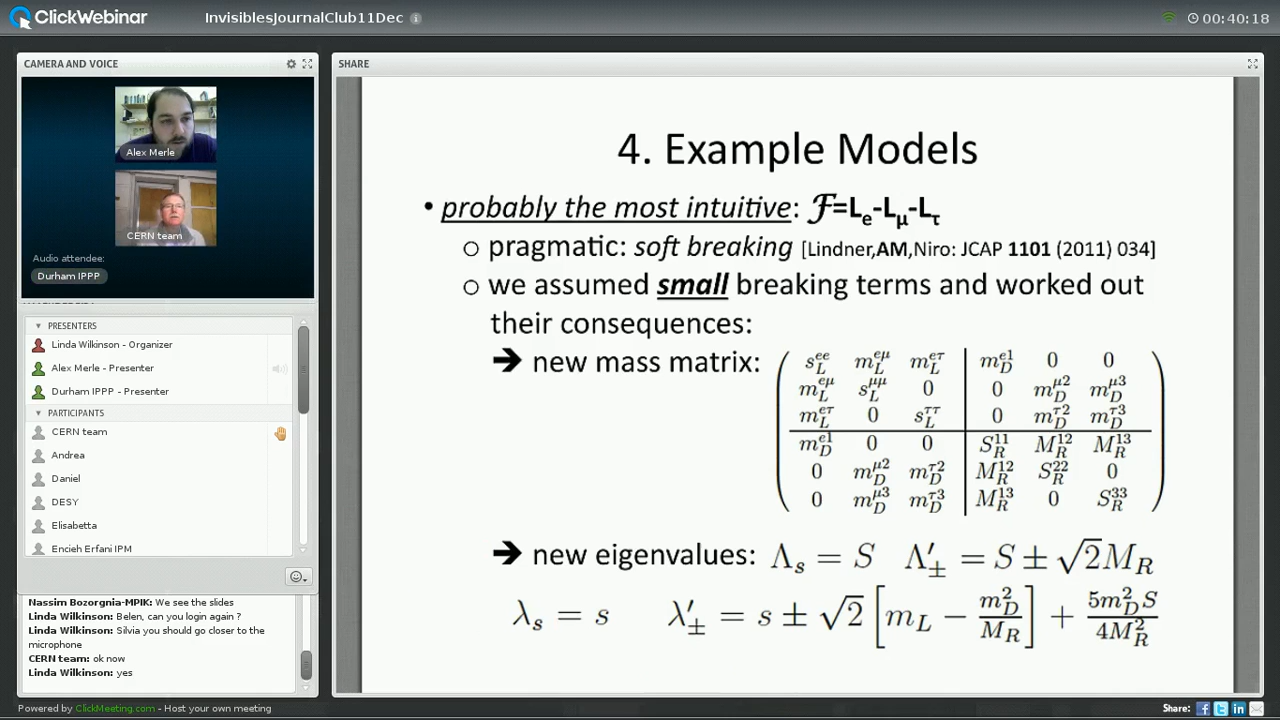 ClickWebinar
InvisiblesJournalClub11Dec
00:40:18
CAMERA AND VOICE
Alex Merle
CERN team
Audio attendee:
Durham IPPP
PRESENTERS
Linda Wilkinson - Organizer
Alex Merle - Presenter
Durham IPPP - Presenter
PARTICIPANTS
CERN team
Andrea
Daniel
DESY
Elisabetta
Encieh Erfani IPM
Nassim Bozorgnia-MPIK: We see the slides
Linda Wilkinson: Belen, can you login again ?
Linda Wilkinson: Silvia you should go closer to the
microphone
CERN team: ok now
Linda Wilkinson: yes
SHARE
4. Example Models
• probably the most intuitive: ℱ=Lₑ-L_μ-L_τ
○ pragmatic: soft breaking [Lindner,AM,Niro: JCAP 1101 (2011) 034]
○ we assumed small breaking terms and worked out
their consequences:
➔ new mass matrix:
s_L^{ee} m_L^{eμ} m_L^{eτ} | m_D^{e1} 0 0
m_L^{eμ} s_L^{μμ} 0 | 0 m_D^{μ2} m_D^{μ3}
m_L^{eτ} 0 s_L^{ττ} | 0 m_D^{τ2} m_D^{τ3}
m_D^{e1} 0 0 | S_R^{11} M_R^{12} M_R^{13}
0 m_D^{μ2} m_D^{τ2} | M_R^{12} S_R^{22} 0
0 m_D^{μ3} m_D^{τ3} | M_R^{13} 0 S_R^{33}
➔ new eigenvalues: Λ_s = S Λ'_± = S ± √2M_R
λ_s = s λ'_± = s ± √2 [m_L − m_D^2/M_R] + 5m_D^2 S/4M_R^2
Powered by ClickMeeting.com - Host your own meeting
Share: